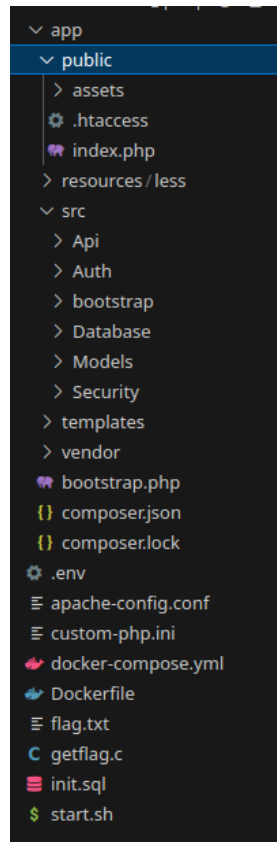 app
public
assets
.htaccess
index.php
resources/less
src
Api
Auth
bootstrap
Database
Models
Security
templates
vendor
bootstrap.php
{} composer.json
{} composer.lock
.env
apache-config.conf
custom-php.ini
docker-compose.yml
Dockerfile
flag.txt
C getflag.c
init.sql
$ start.sh